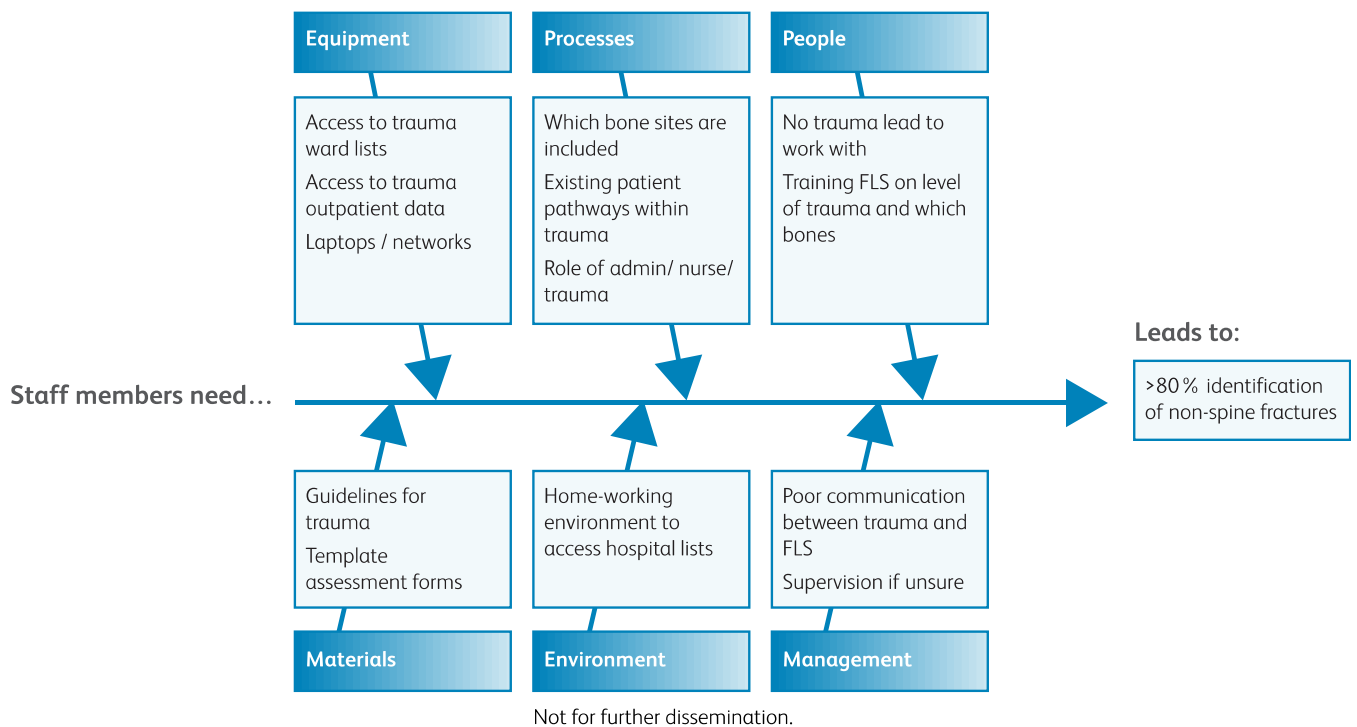 Equipment
Processes
People
Access to trauma
ward lists
Access to trauma
outpatient data
Laptops / networks
Which bone sites are
included
Existing patient
pathways within
trauma
Role of admin/ nurse/
trauma
No trauma lead to
work with
Training FLS on level
of trauma and which
bones
Staff members need…
Leads to:
>80 % identification
of non-spine fractures
Guidelines for
trauma
Template
assessment forms
Home-working
environment to
access hospital lists
Poor communication
between trauma and
FLS
Supervision if unsure
Materials
Environment
Management
Not for further dissemination.